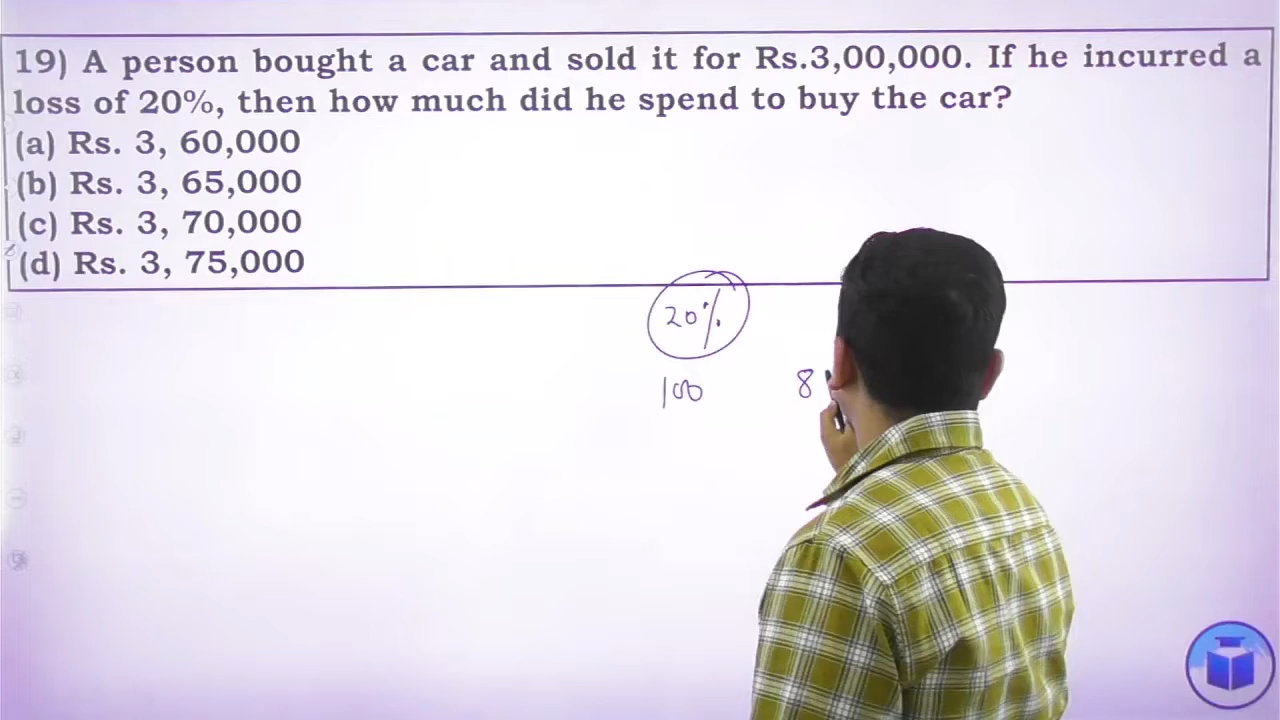 19) A person bought a car and sold it for Rs.3,00,000. If he incurred a
loss of 20%, then how much did he spend to buy the car?
(a) Rs. 3, 60,000
(b) Rs. 3, 65,000
(c) Rs. 3, 70,000
(d) Rs. 3, 75,000
20%
100 8